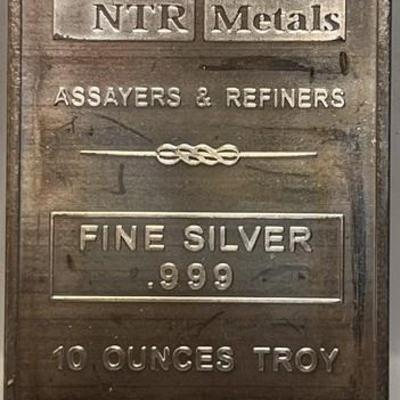 NTR Metals
ASSAYERS & REFINERS
FINE SILVER
.999
10 OUNCES TROY